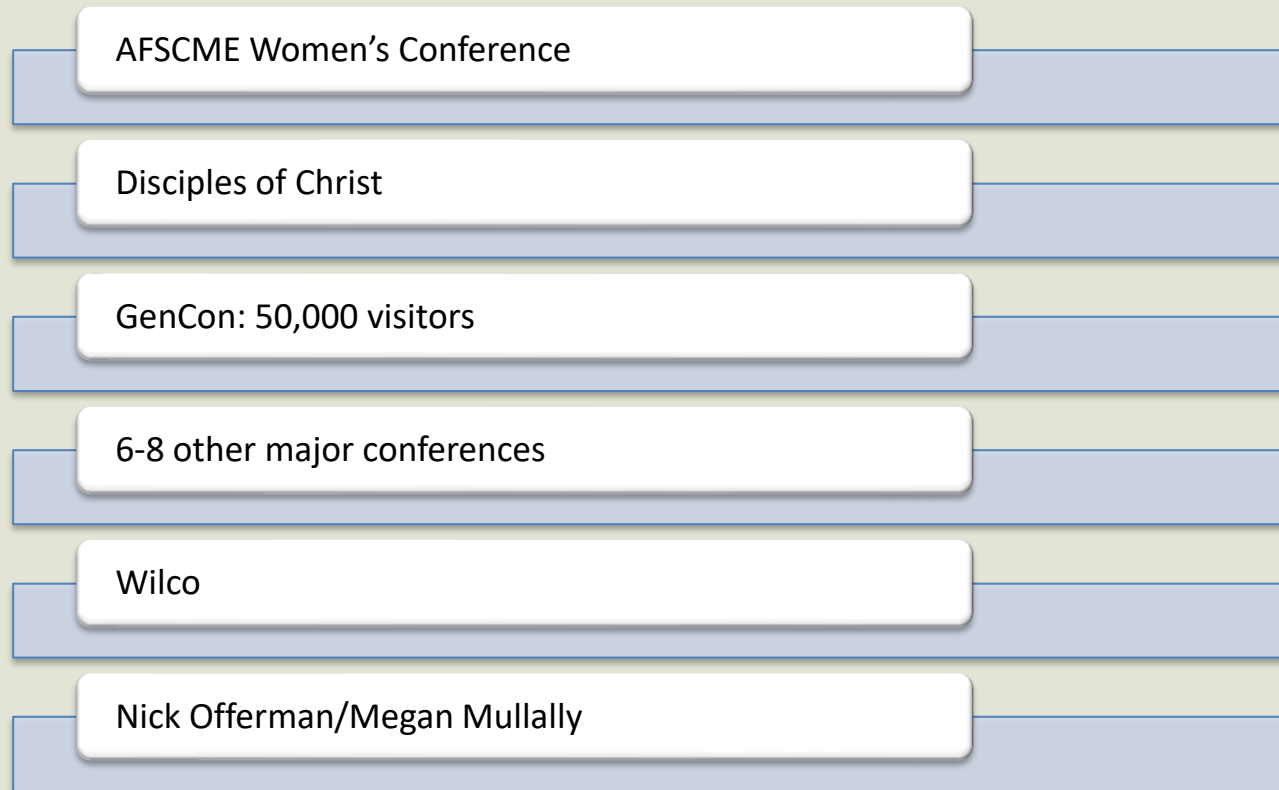 AFSCME Women’s Conference
Disciples of Christ
GenCon: 50,000 visitors
6-8 other major conferences
Wilco
Nick Offerman/Megan Mullally